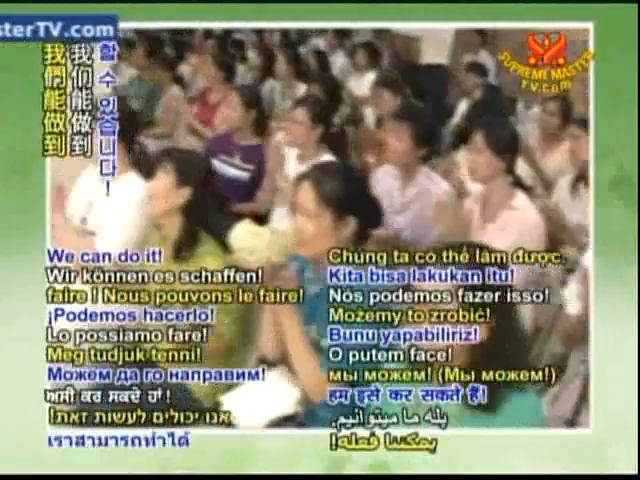 sterTV.com
SUPREME MASTER
TV.com
할 수 있습니다!
我们能做到
我們能做到
We can do it!
Wir können es schaffen!
faire ! Nous pouvons le faire!
¡Podemos hacerlo!
Lo possiamo fare!
Meg tudjuk tenni!
Можем да го направим!
ਅਸੀ ਕਰ ਸਕਦੇ ਹਾਂ!
אנו יכולים לעשות זאת!
เราสามารถทำได้
Chúng ta có thể làm được.
Kita bisa lakukan itu!
Nós podemos fazer isso!
Możemy to zrobić!
Bunu yapabiliriz!
O putem face!
мы можем! (Мы можем!)
हम इसे कर सकते हैं!
بله ما میتوانیم.
يمكننا فعله!